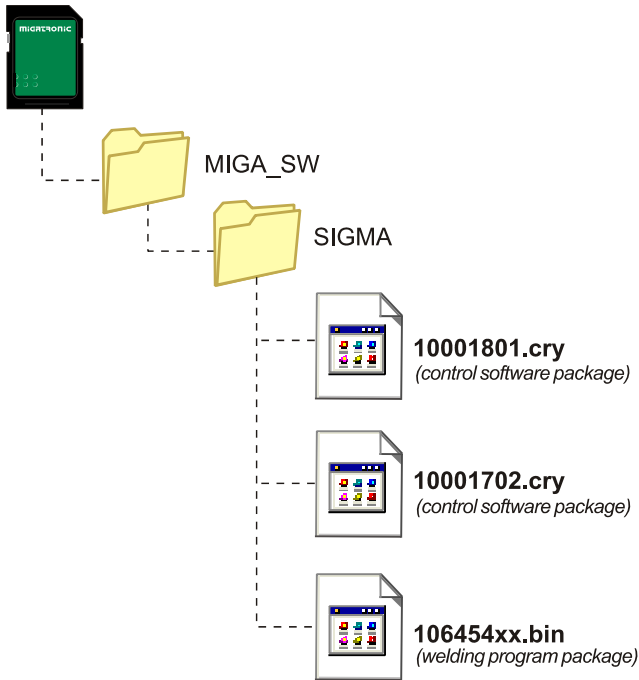 MIGATRONIC
MIGA_SW
SIGMA
10001801.cry
(control software package)
10001702.cry
(control software package)
106454xx.bin
(welding program package)